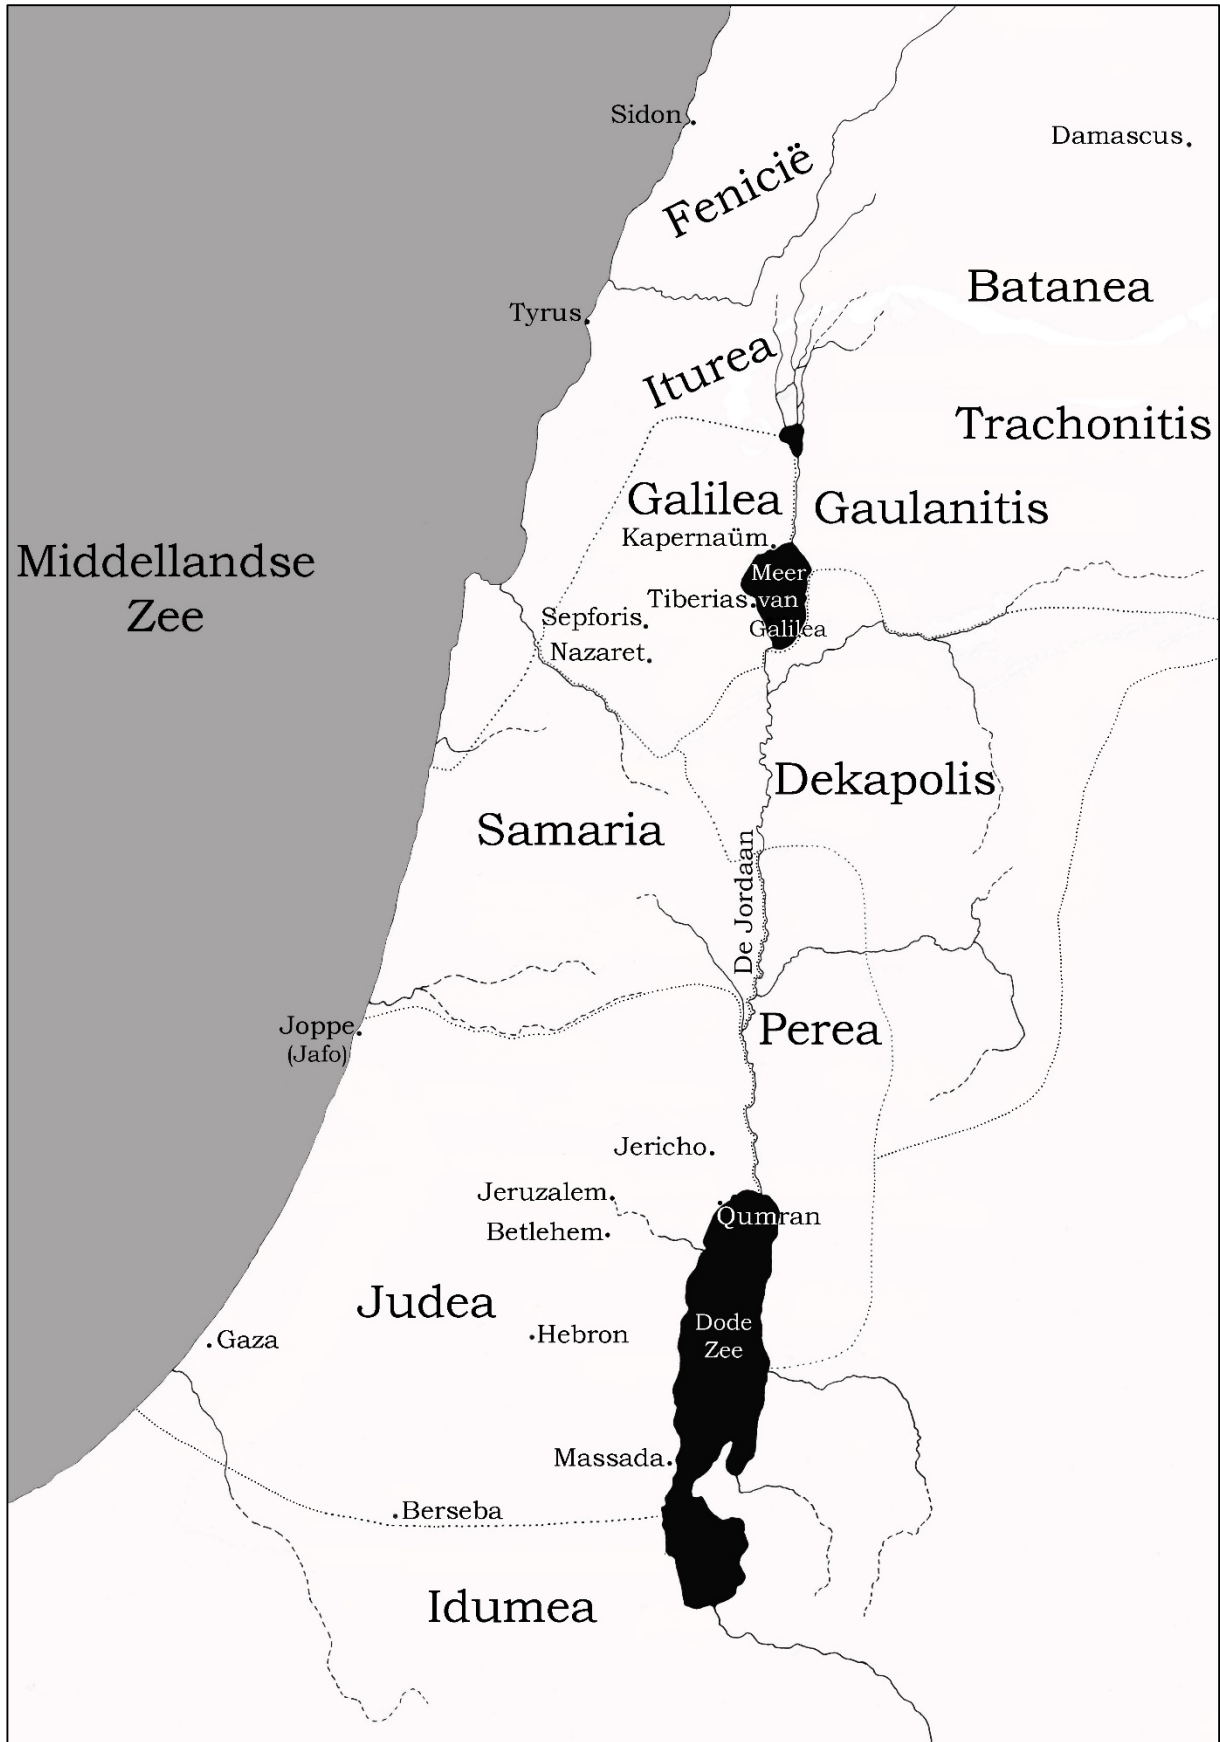 Sidon
Damascus
Fenicië
Batanea
Tyrus
Iturea
Trachonitis
Galilea
Gaulanitis
Kapernaüm
Middellandse
Zee
Meer
van
Galilea
Tiberias
Sepforis
Nazaret
Dekapolis
Samaria
De Jordaan
Joppe
(Jafo)
Perea
Jericho
Jeruzalem
Qumran
Betlehem
Judea
Dode
Zee
Hebron
Gaza
Massada
Berseba
Idumea